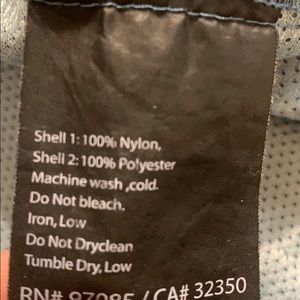 Shell 1: 100% Nylon,
Shell 2: 100% Polyester
Machine wash ,cold.
Do Not bleach.
Iron, Low
Do Not Dryclean
Tumble Dry, Low
RN# 97085 / CA# 32350